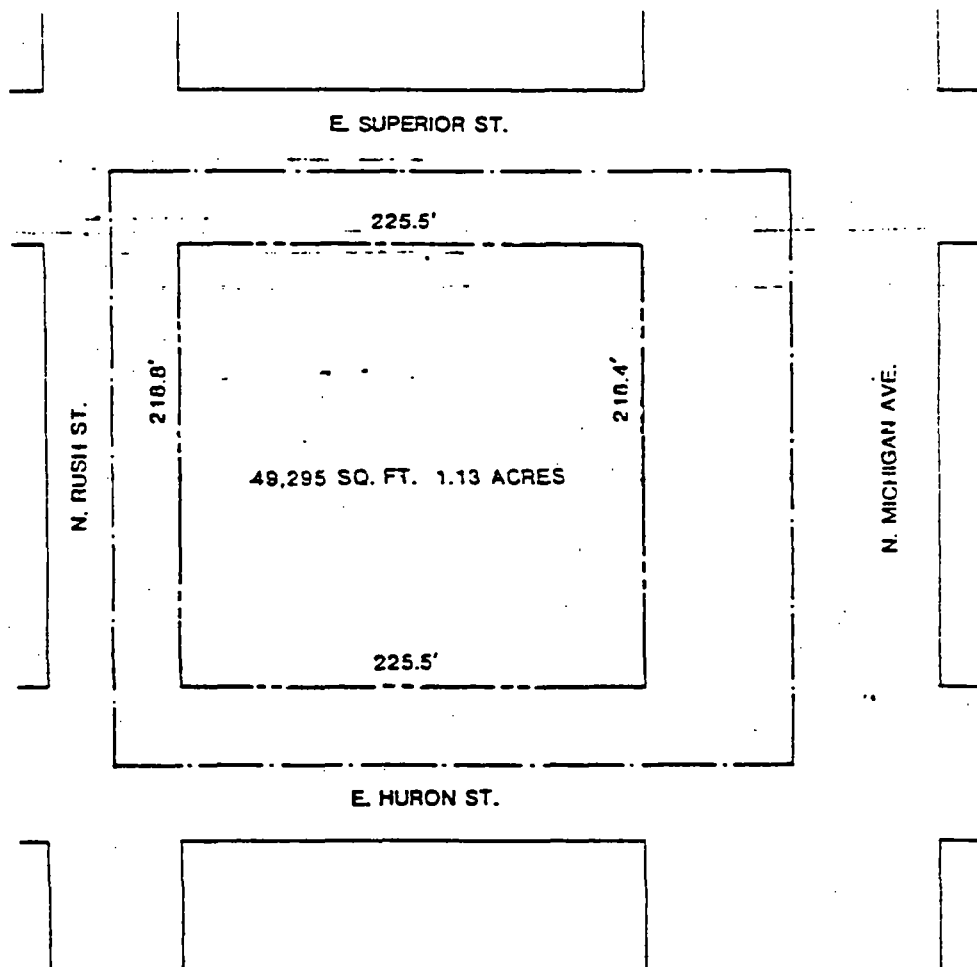 E. SUPERIOR ST.
225.5'
218.8'
218.4'
N. RUSH ST.
N. MICHIGAN AVE.
49,295 SQ. FT. 1.13 ACRES
225.5'
E. HURON ST.